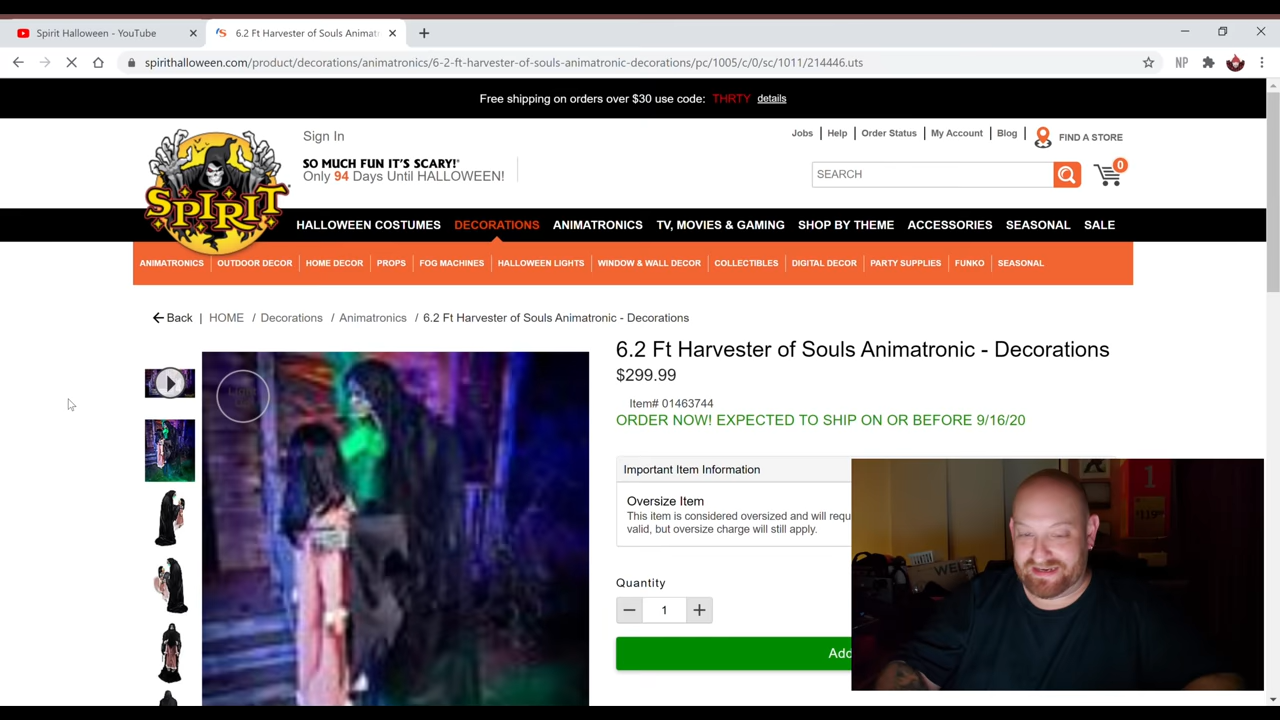 Spirit Halloween - YouTube
6.2 Ft Harvester of Souls Animat
spirithalloween.com/product/decorations/animatronics/6-2-ft-harvester-of-souls-animatronic-decorations/pc/1005/c/0/sc/1011/214446.uts
NP
Free shipping on orders over $30 use code: THRTY details
Sign In
Jobs | Help | Order Status | My Account | Blog
FIND A STORE
SO MUCH FUN IT'S SCARY!
Only 94 Days Until HALLOWEEN!
SEARCH
0
SPIRIT
HALLOWEEN COSTUMES DECORATIONS ANIMATRONICS TV, MOVIES & GAMING SHOP BY THEME ACCESSORIES SEASONAL SALE
ANIMATRONICS | OUTDOOR DECOR | HOME DECOR | PROPS | FOG MACHINES | HALLOWEEN LIGHTS | WINDOW & WALL DECOR | COLLECTIBLES | DIGITAL DECOR | PARTY SUPPLIES | FUNKO | SEASONAL
Back | HOME / Decorations / Animatronics / 6.2 Ft Harvester of Souls Animatronic - Decorations
6.2 Ft Harvester of Souls Animatronic - Decorations
$299.99
Item# 01463744
ORDER NOW! EXPECTED TO SHIP ON OR BEFORE 9/16/20
Important Item Information
Oversize Item
This item is considered oversized and will requ
valid, but oversize charge will still apply.
Quantity
1
Add